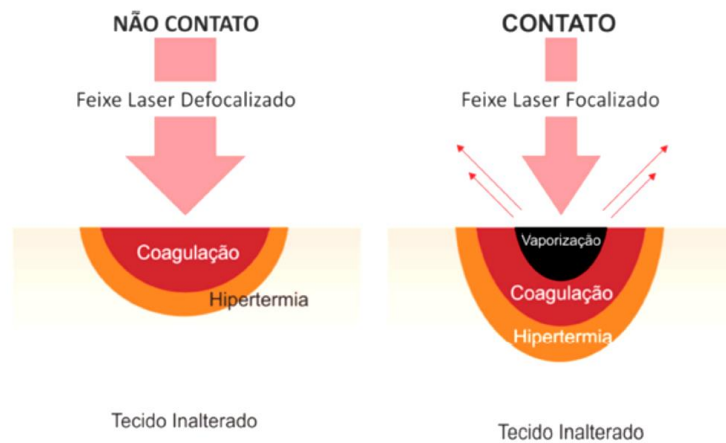 NÃO CONTATO
Feixe Laser Defocalizado
Coagulação
Hipertermia
Tecido Inalterado
CONTATO
Feixe Laser Focalizado
Vaporização
Coagulação
Hipertermia
Tecido Inalterado